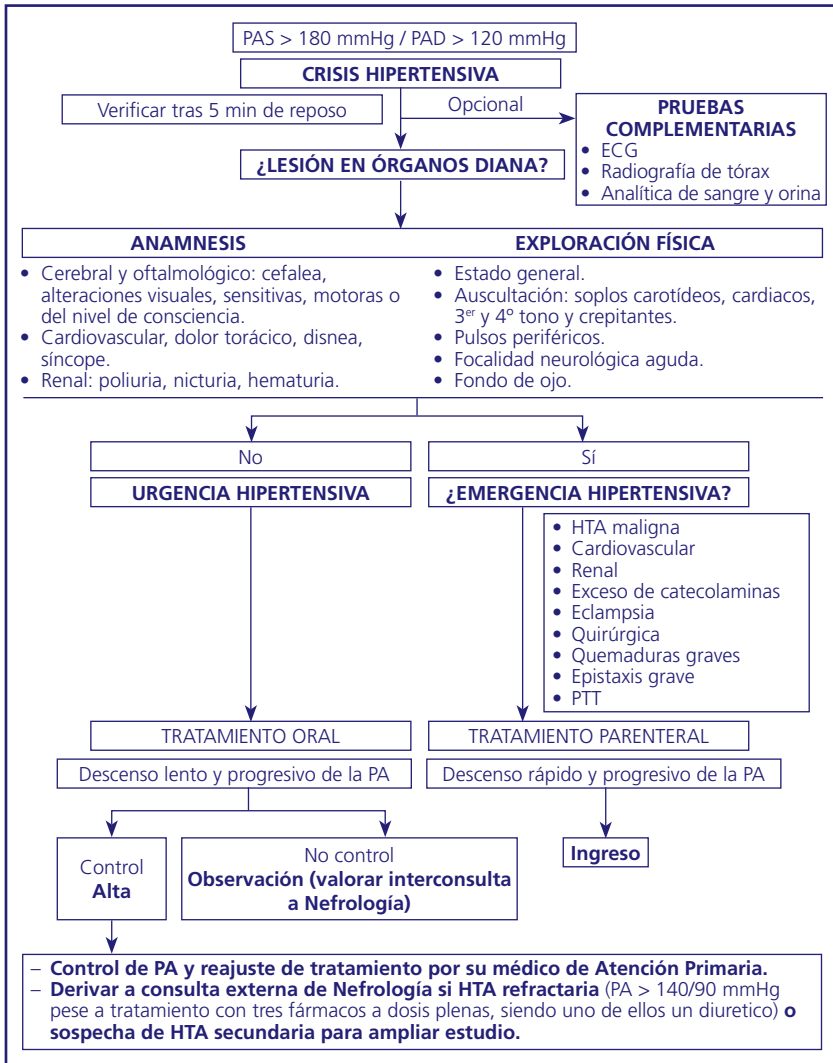 PAS > 180 mmHg / PAD > 120 mmHg
CRISIS HIPERTENSIVA
Verificar tras 5 min de reposo
Opcional
PRUEBAS
COMPLEMENTARIAS
• ECG
• Radiografía de tórax
• Analítica de sangre y orina
¿LESIÓN EN ÓRGANOS DIANA?
ANAMNESIS
• Cerebral y oftalmológico: cefalea,
alteraciones visuales, sensitivas, motoras o
del nivel de consciencia.
• Cardiovascular, dolor torácico, disnea,
síncope.
• Renal: poliuria, nicturia, hematuria.
EXPLORACIÓN FÍSICA
• Estado general.
• Auscultación: soplos carotídeos, cardiacos,
3er y 4º tono y crepitantes.
• Pulsos periféricos.
• Focalidad neurológica aguda.
• Fondo de ojo.
No
URGENCIA HIPERTENSIVA
Sí
¿EMERGENCIA HIPERTENSIVA?
• HTA maligna
• Cardiovascular
• Renal
• Exceso de catecolaminas
• Eclampsia
• Quirúrgica
• Quemaduras graves
• Epistaxis grave
• PTT
TRATAMIENTO ORAL
Descenso lento y progresivo de la PA
TRATAMIENTO PARENTERAL
Descenso rápido y progresivo de la PA
Control
Alta
No control
Observación (valorar interconsulta
a Nefrología)
Ingreso
– Control de PA y reajuste de tratamiento por su médico de Atención Primaria.
– Derivar a consulta externa de Nefrología si HTA refractaria (PA > 140/90 mmHg
pese a tratamiento con tres fármacos a dosis plenas, siendo uno de ellos un diuretico) o
sospecha de HTA secundaria para ampliar estudio.